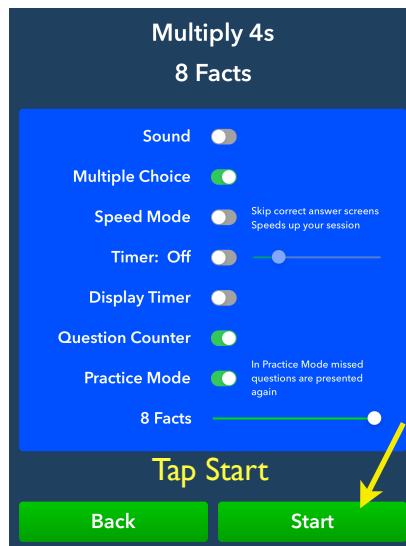 Multiply 4s
8 Facts
Sound
Multiple Choice
Speed Mode
Skip correct answer screens
Speeds up your session
Timer: Off
Display Timer
Question Counter
Practice Mode
In Practice Mode missed
questions are presented
again
8 Facts
Tap Start
Back
Start